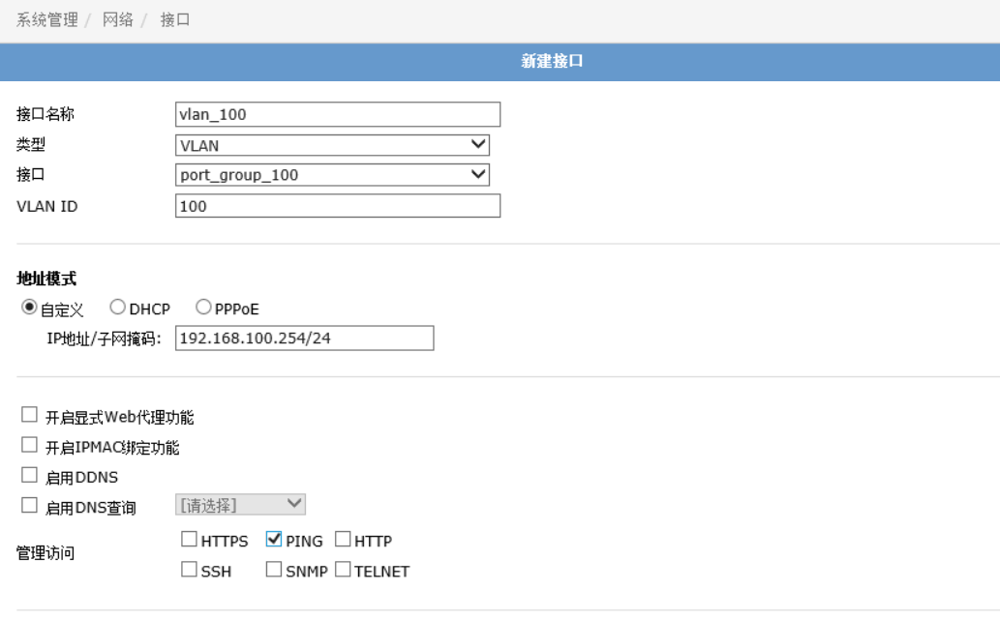 系统管理 / 网络 / 接口
新建接口
接口名称 vlan_100
类型 VLAN
接口 port_group_100
VLAN ID 100
地址模式
自定义 DHCP PPPoE
IP地址/子网掩码: 192.168.100.254/24
开启显式Web代理功能
开启IPMAC绑定功能
启用DDNS
启用DNS查询 [请选择]
管理访问 HTTPS PING HTTP
SSH SNMP TELNET